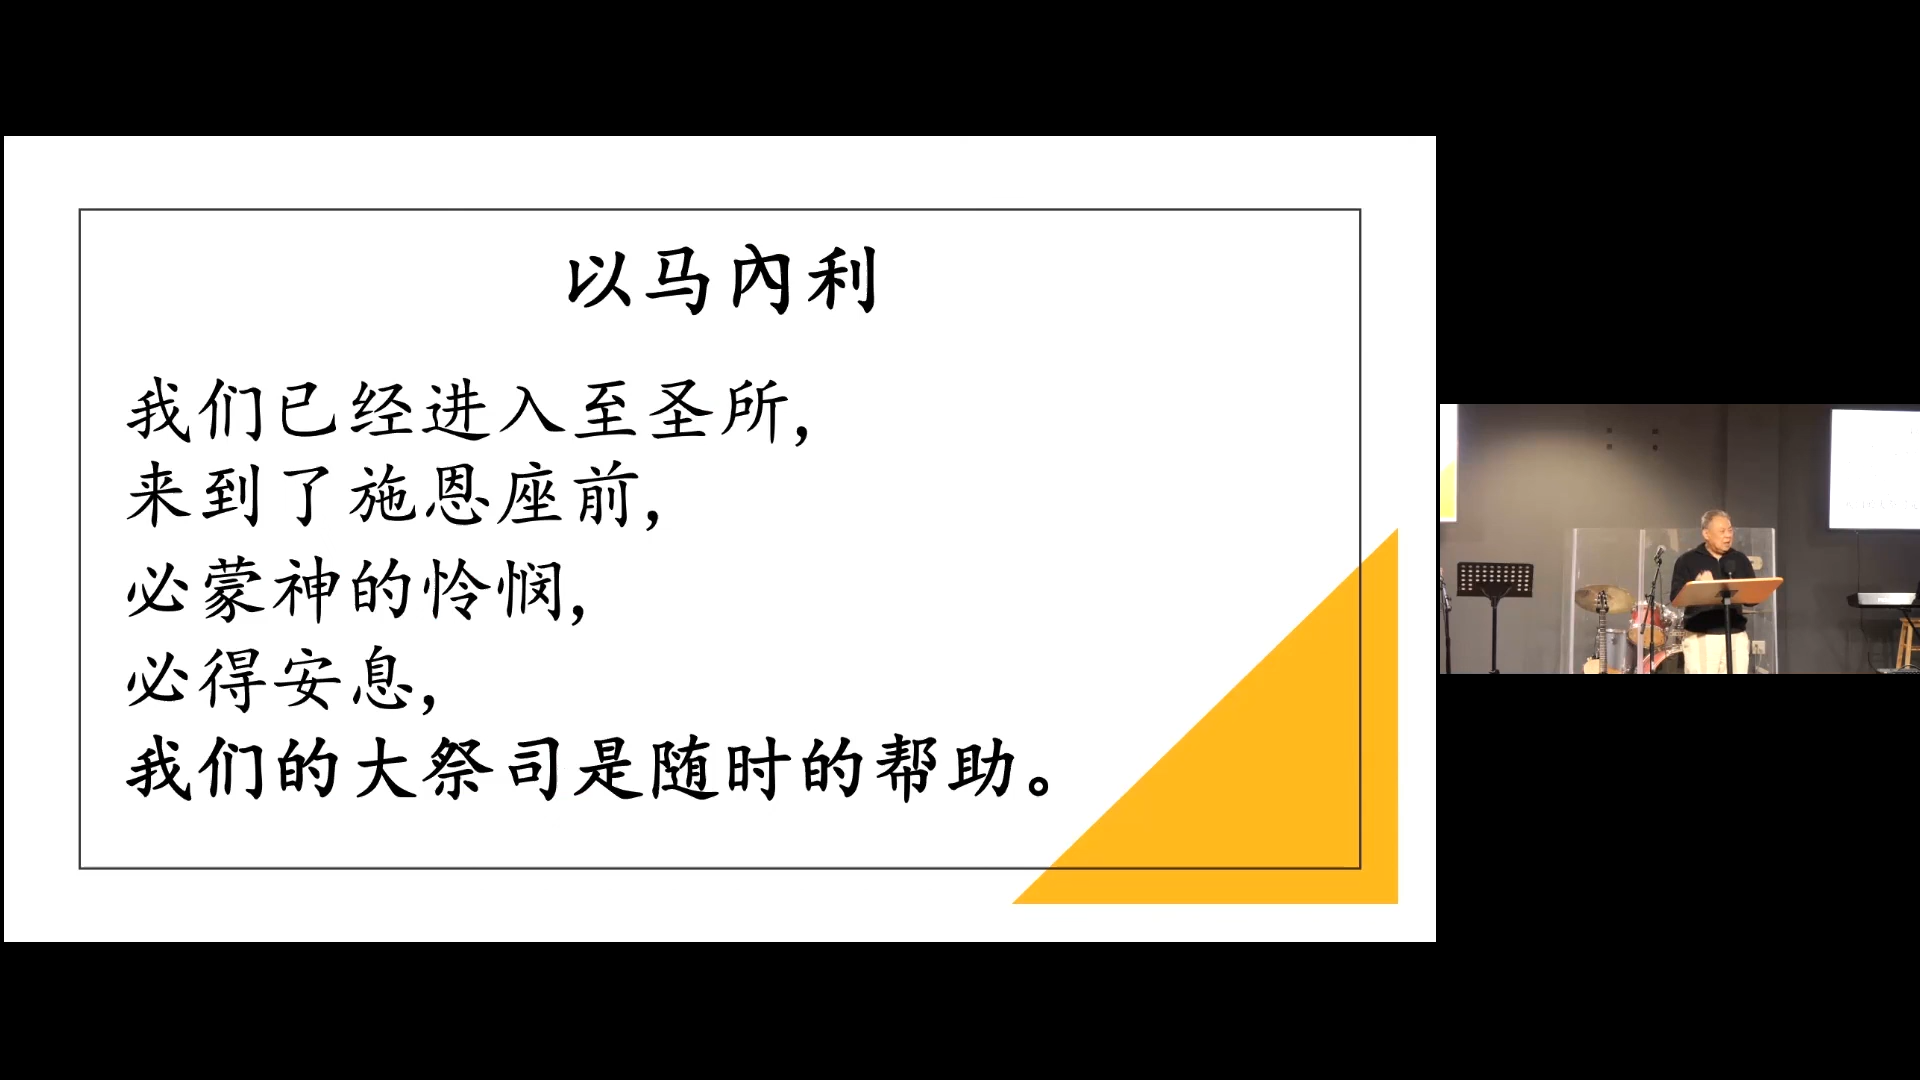 以马內利
我们已经进入至圣所,
来到了施恩座前,
必蒙神的怜悯,
必得安息,
我们的大祭司是随时的帮助。